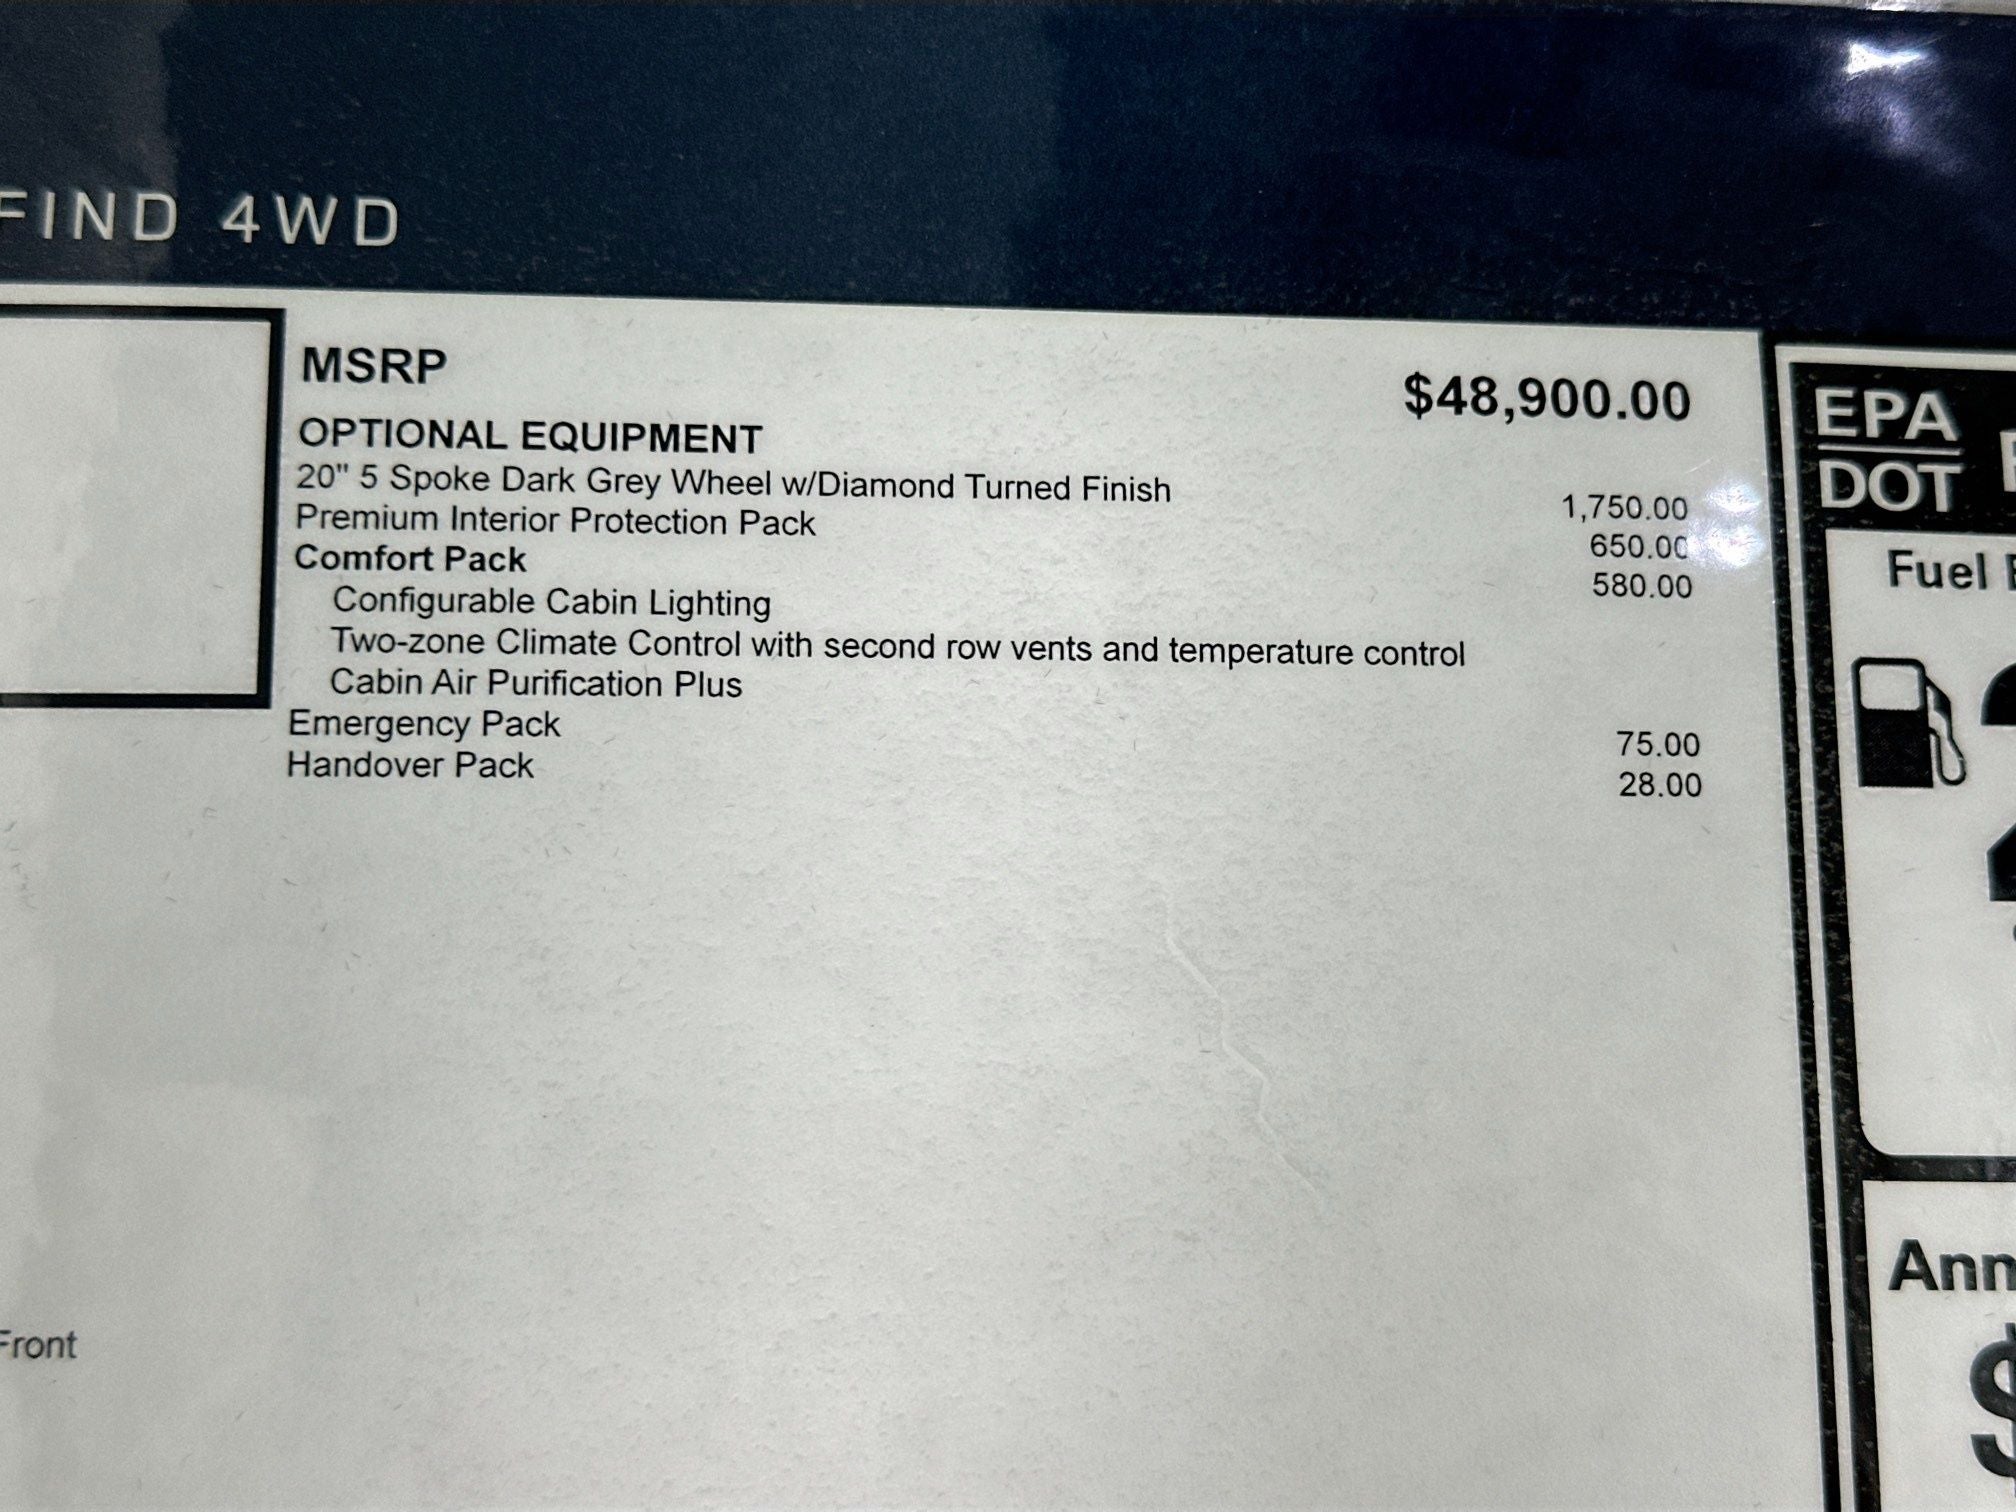 FIND 4WD
MSRP $48,900.00
OPTIONAL EQUIPMENT
20" 5 Spoke Dark Grey Wheel w/Diamond Turned Finish 1,750.00
Premium Interior Protection Pack 650.00
Comfort Pack 580.00
Configurable Cabin Lighting
Two-zone Climate Control with second row vents and temperature control
Cabin Air Purification Plus
Emergency Pack 75.00
Handover Pack 28.00
Front
EPA
DOT
Fuel
$